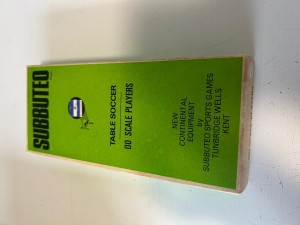 SUBBUTEO
TABLE SOCCER
00 SCALE PLAYERS
NEW
CONTINENTAL
EQUIPMENT
by
SUBBUTEO SPORTS GAMES
TUNBRIDGE WELLS
KENT